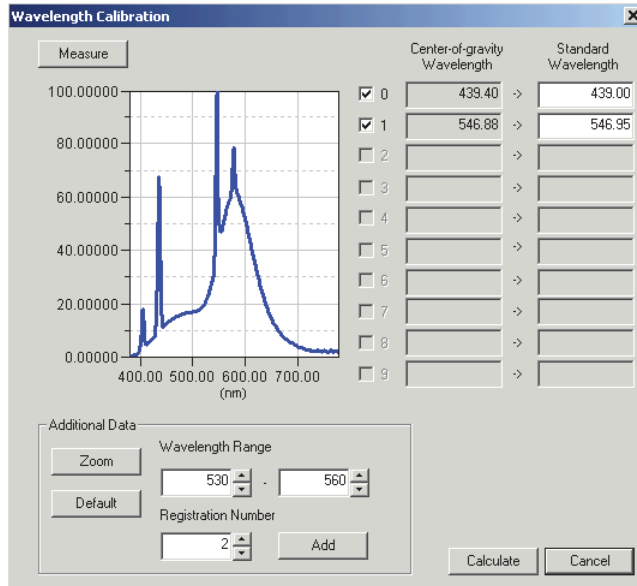 Wavelength Calibration
Measure
Center-of-gravity Wavelength
Standard Wavelength
100.00000
80.00000
60.00000
40.00000
20.00000
0.00000
400.00 500.00 600.00 700.00
(nm)
0 439.40 -> 439.00
1 546.88 -> 546.95
2 ->
3 ->
4 ->
5 ->
6 ->
7 ->
8 ->
9 ->
Additional Data
Zoom
Default
Wavelength Range
530 - 560
Registration Number
2
Add
Calculate
Cancel